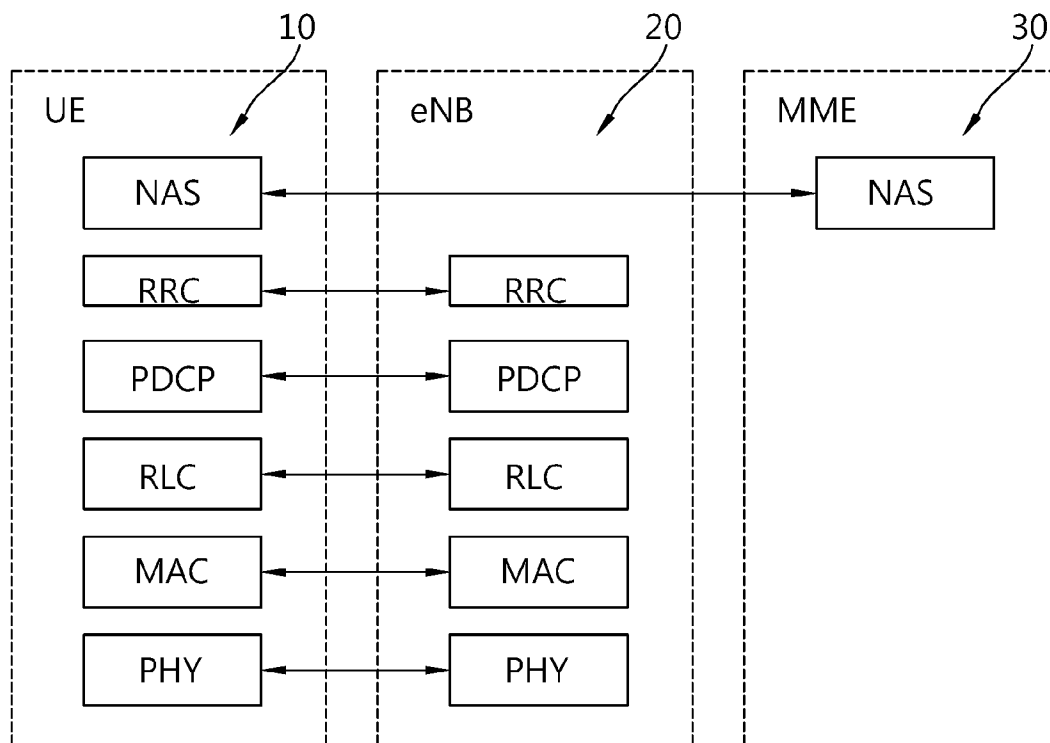 10
20
30
UE
eNB
MME
NAS
NAS
RRC
RRC
PDCP
PDCP
RLC
RLC
MAC
MAC
PHY
PHY